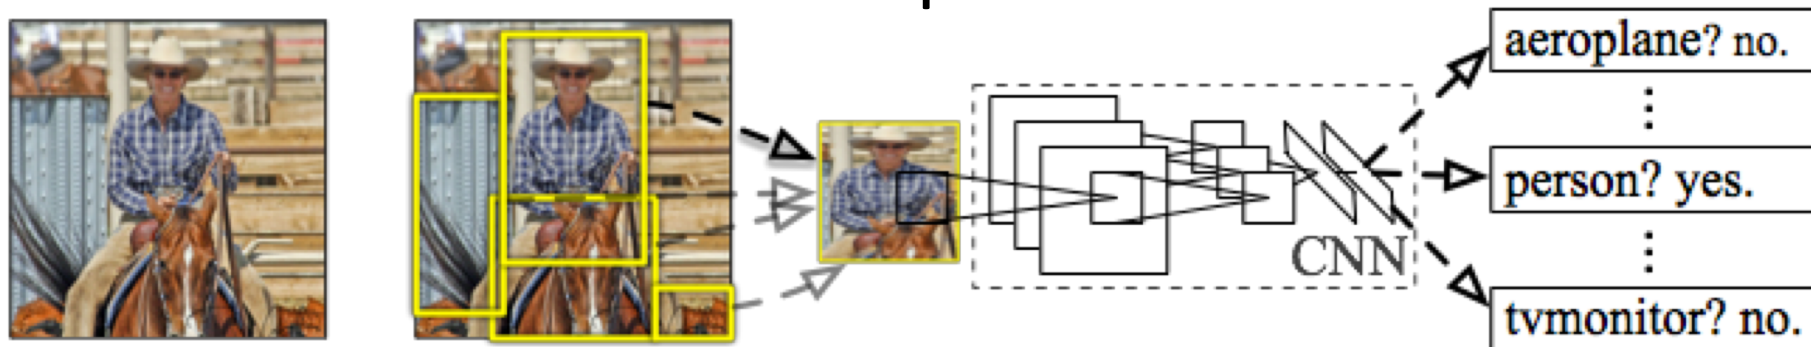 aeroplane? no.
person? yes.
CNN
tvmonitor? no.